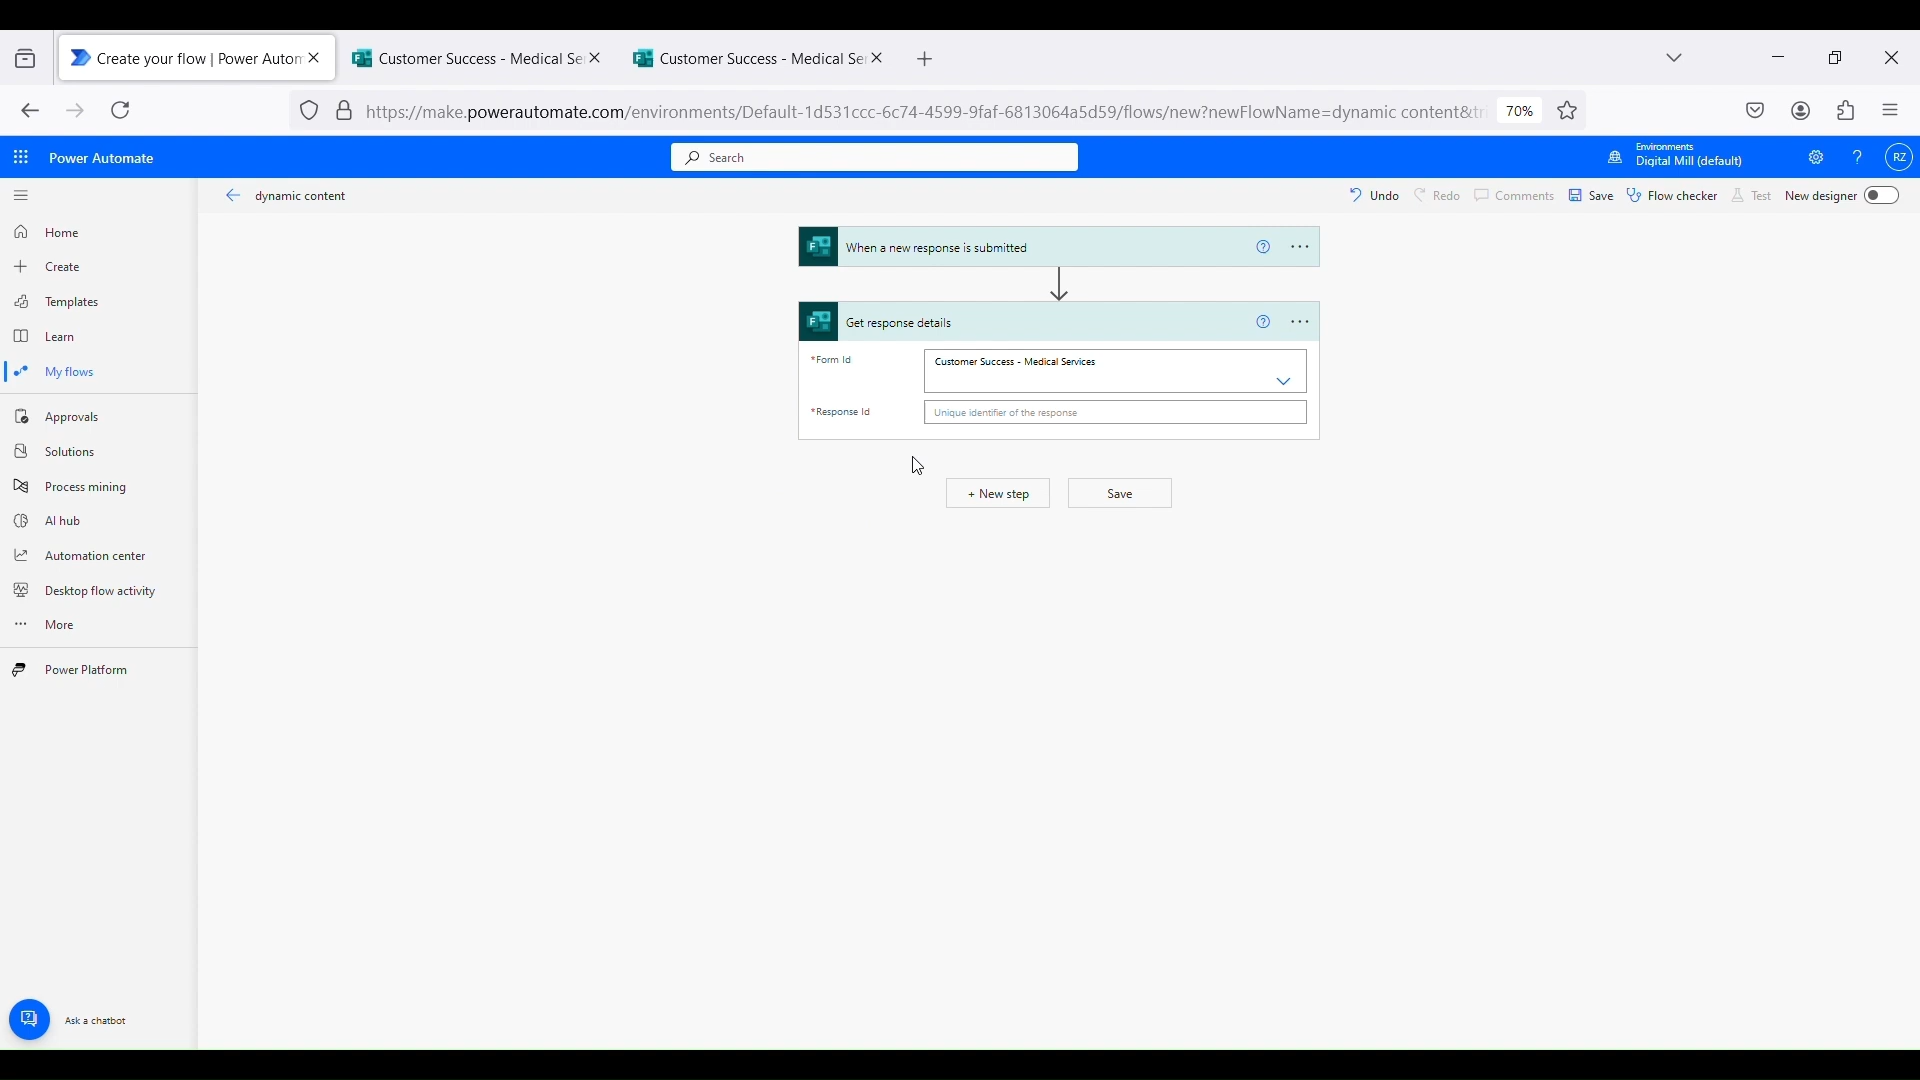 Create your flow | Power Autom
Customer Success - Medical Se
Customer Success - Medical Ser
https://make.powerautomate.com/environments/Default-1d531ccc-6c74-4599-9faf-6813064a5d59/flows/new?newFlowName=dynamic content&tri
70%
Power Automate
Search
Environments
Digital Mill (default)
?
RZ
dynamic content
Undo
Redo
Comments
Save
Flow checker
Test
New designer
Home
Create
Templates
Learn
My flows
Approvals
Solutions
Process mining
AI hub
Automation center
Desktop flow activity
More
Power Platform
Ask a chatbot
When a new response is submitted
Get response details
*Form Id
Customer Success - Medical Services
*Response Id
Unique identifier of the response
+ New step
Save